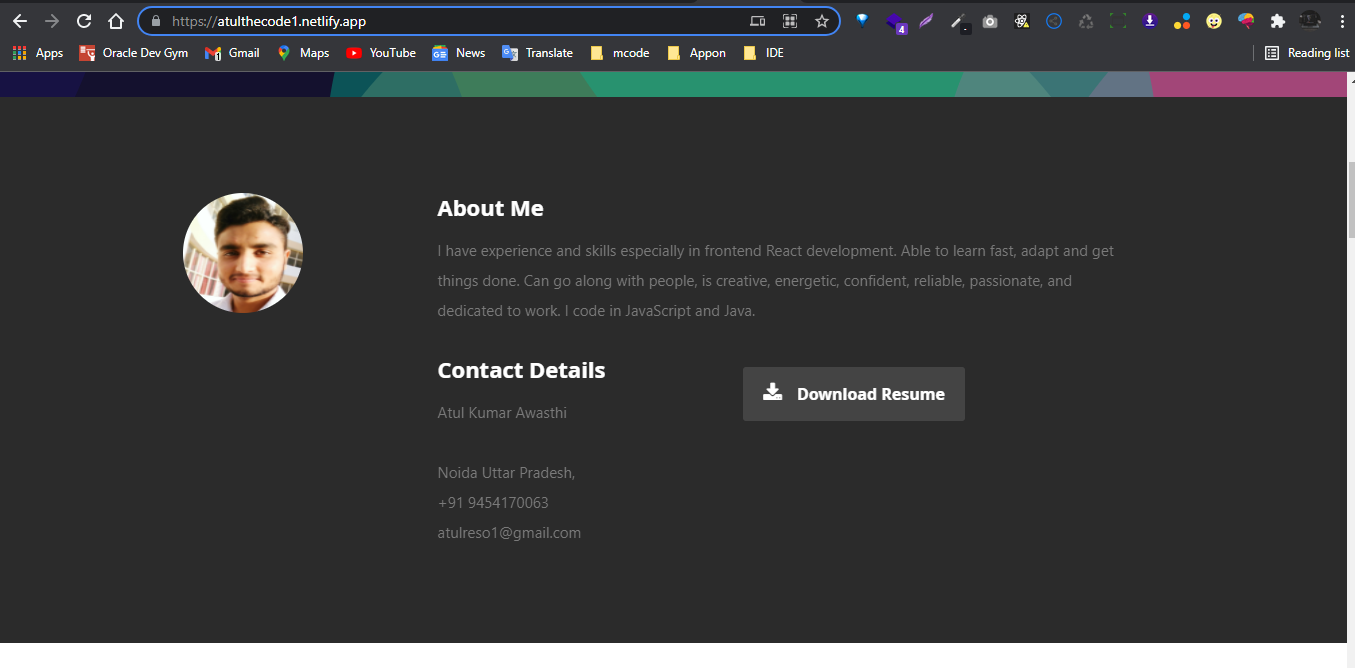 https://atulthecode1.netlify.app
4
Apps Oracle Dev Gym Gmail Maps YouTube News Translate mcode Appon IDE Reading list
About Me
I have experience and skills especially in frontend React development. Able to learn fast, adapt and get
things done. Can go along with people, is creative, energetic, confident, reliable, passionate, and
dedicated to work. I code in JavaScript and Java.
Contact Details
Download Resume
Atul Kumar Awasthi
Noida Uttar Pradesh,
+91 9454170063
atulreso1@gmail.com